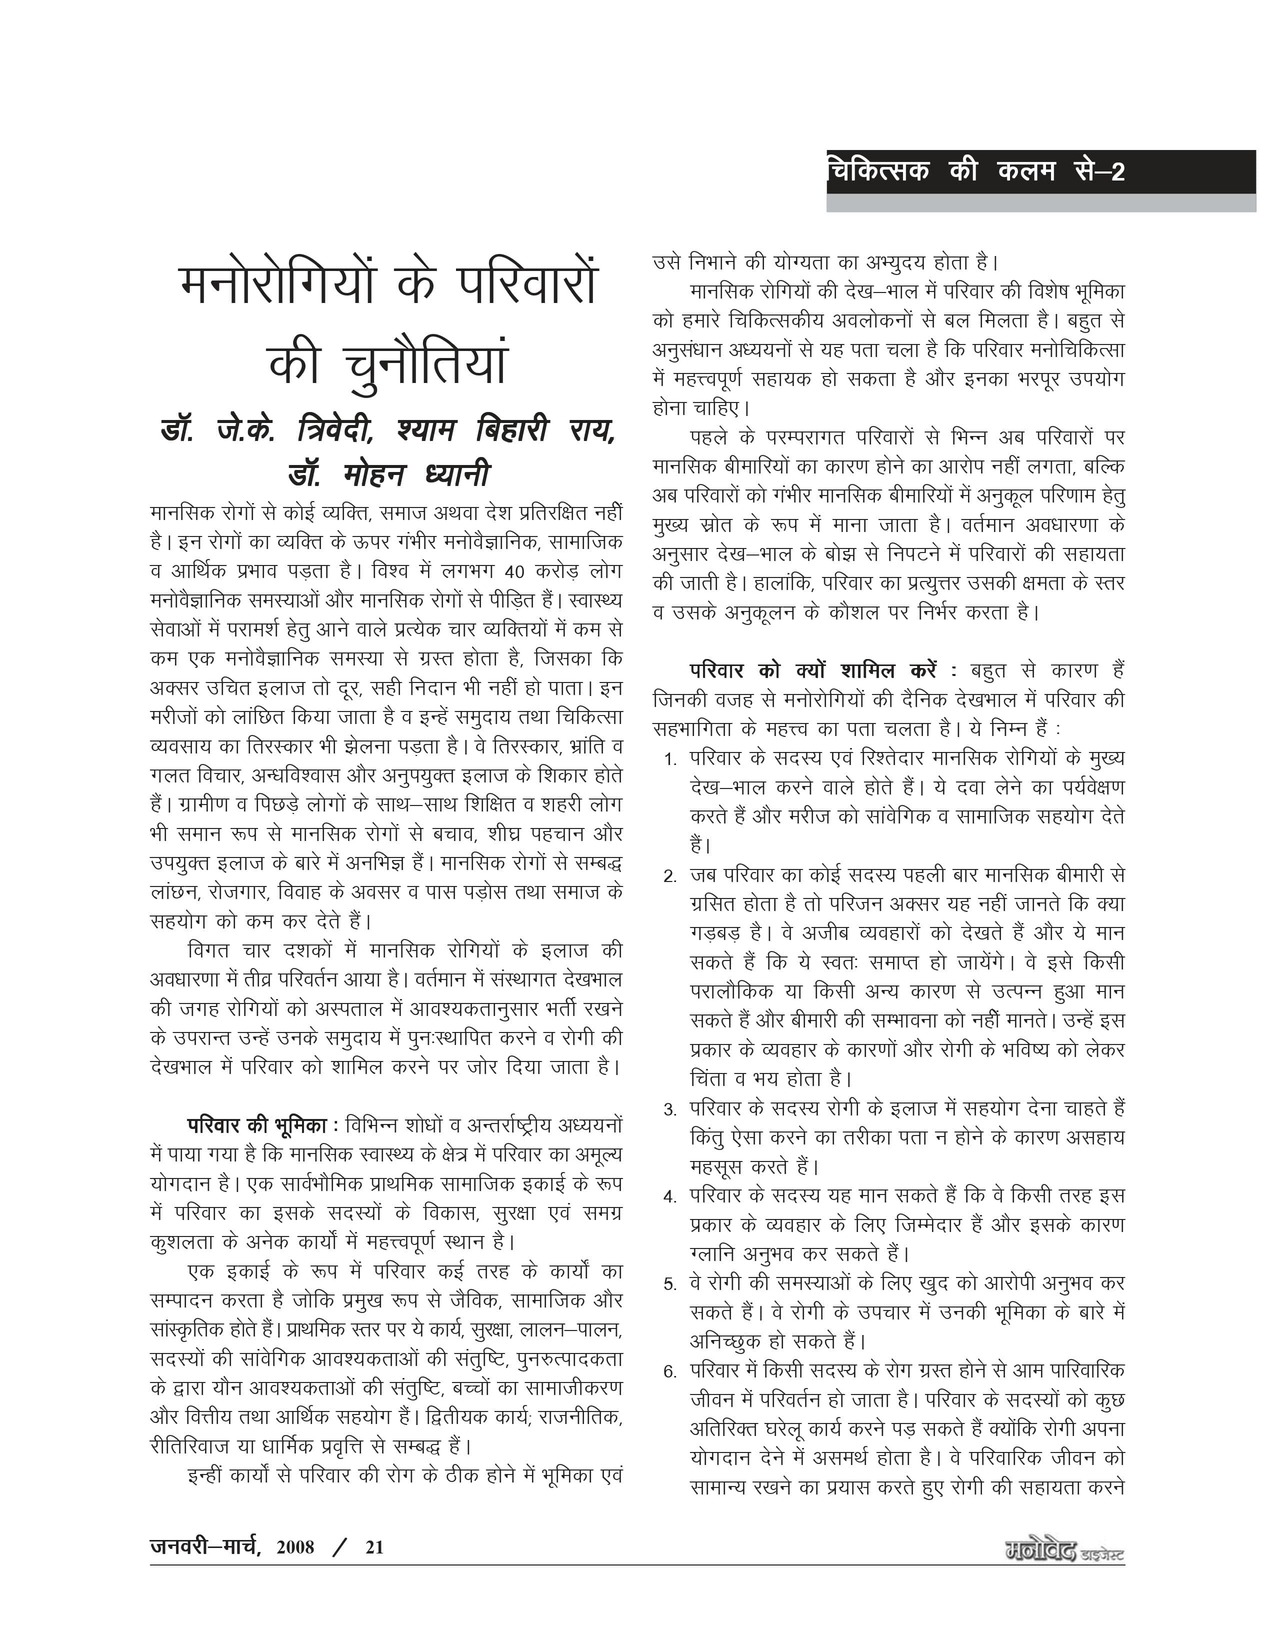 चिकित्सक की कलम से–2
मनोरोगियों के परिवारों
की चुनौतियां
डॉ. जे.के. त्रिवेदी, श्याम बिहारी राय,
डॉ. मोहन ध्यानी
मानसिक रोगों से कोई व्यक्ति, समाज अथवा देश प्रतिरक्षित नहीं
है। इन रोगों का व्यक्ति के ऊपर गंभीर मनोवैज्ञानिक, सामाजिक
व आर्थिक प्रभाव पड़ता है। विश्व में लगभग 40 करोड़ लोग
मनोवैज्ञानिक समस्याओं और मानसिक रोगों से पीड़ित हैं। स्वास्थ्य
सेवाओं में परामर्श हेतु आने वाले प्रत्येक चार व्यक्तियों में कम से
कम एक मनोवैज्ञानिक समस्या से ग्रस्त होता है, जिसका कि
अक्सर उचित इलाज तो दूर, सही निदान भी नहीं हो पाता। इन
मरीजों को लांछित किया जाता है व इन्हें समुदाय तथा चिकित्सा
व्यवसाय का तिरस्कार भी झेलना पड़ता है। वे तिरस्कार, भ्रांति व
गलत विचार, अन्धविश्वास और अनुपयुक्त इलाज के शिकार होते
हैं। ग्रामीण व पिछड़े लोगों के साथ–साथ शिक्षित व शहरी लोग
भी समान रूप से मानसिक रोगों से बचाव, शीघ्र पहचान और
उपयुक्त इलाज के बारे में अनभिज्ञ हैं। मानसिक रोगों से सम्बद्ध
लांछन, रोजगार, विवाह के अवसर व पास पड़ोस तथा समाज के
सहयोग को कम कर देते हैं।
विगत चार दशकों में मानसिक रोगियों के इलाज की
अवधारणा में तीव्र परिवर्तन आया है। वर्तमान में संस्थागत देखभाल
की जगह रोगियों को अस्पताल में आवश्यकतानुसार भर्ती रखने
के उपरान्त उन्हें उनके समुदाय में पुनःस्थापित करने व रोगी की
देखभाल में परिवार को शामिल करने पर जोर दिया जाता है।
परिवार की भूमिका : विभिन्न शोधों व अन्तर्राष्ट्रीय अध्ययनों
में पाया गया है कि मानसिक स्वास्थ्य के क्षेत्र में परिवार का अमूल्य
योगदान है। एक सार्वभौमिक प्राथमिक सामाजिक इकाई के रूप
में परिवार का इसके सदस्यों के विकास, सुरक्षा एवं समग्र
कुशलता के अनेक कार्यों में महत्त्वपूर्ण स्थान है।
एक इकाई के रूप में परिवार कई तरह के कार्यों का
सम्पादन करता है जोकि प्रमुख रूप से जैविक, सामाजिक और
सांस्कृतिक होते हैं। प्राथमिक स्तर पर ये कार्य, सुरक्षा, लालन–पालन,
सदस्यों की सांवेगिक आवश्यकताओं की संतुष्टि, पुनरुत्पादकता
के द्वारा यौन आवश्यकताओं की संतुष्टि, बच्चों का सामाजीकरण
और वित्तीय तथा आर्थिक सहयोग हैं। द्वितीयक कार्य; राजनीतिक,
रीतिरिवाज या धार्मिक प्रवृत्ति से सम्बद्ध हैं।
इन्हीं कार्यों से परिवार की रोग के ठीक होने में भूमिका एवं
उसे निभाने की योग्यता का अभ्युदय होता है।
मानसिक रोगियों की देख–भाल में परिवार की विशेष भूमिका
को हमारे चिकित्सकीय अवलोकनों से बल मिलता है। बहुत से
अनुसंधान अध्ययनों से यह पता चला है कि परिवार मनोचिकित्सा
में महत्त्वपूर्ण सहायक हो सकता है और इनका भरपूर उपयोग
होना चाहिए।
पहले के परम्परागत परिवारों से भिन्न अब परिवारों पर
मानसिक बीमारियों का कारण होने का आरोप नहीं लगता, बल्कि
अब परिवारों को गंभीर मानसिक बीमारियों में अनुकूल परिणाम हेतु
मुख्य स्रोत के रूप में माना जाता है। वर्तमान अवधारणा के
अनुसार देख–भाल के बोझ से निपटने में परिवारों की सहायता
की जाती है। हालांकि, परिवार का प्रत्युत्तर उसकी क्षमता के स्तर
व उसके अनुकूलन के कौशल पर निर्भर करता है।
परिवार को क्यों शामिल करें : बहुत से कारण हैं
जिनकी वजह से मनोरोगियों की दैनिक देखभाल में परिवार की
सहभागिता के महत्त्व का पता चलता है। ये निम्न हैं :
1. परिवार के सदस्य एवं रिश्तेदार मानसिक रोगियों के मुख्य
देख–भाल करने वाले होते हैं। ये दवा लेने का पर्यवेक्षण
करते हैं और मरीज को सांवेगिक व सामाजिक सहयोग देते
हैं।
2. जब परिवार का कोई सदस्य पहली बार मानसिक बीमारी से
ग्रसित होता है तो परिजन अक्सर यह नहीं जानते कि क्या
गड़बड़ है। वे अजीब व्यवहारों को देखते हैं और ये मान
सकते हैं कि ये स्वतः समाप्त हो जायेंगे। वे इसे किसी
परालौकिक या किसी अन्य कारण से उत्पन्न हुआ मान
सकते हैं और बीमारी की सम्भावना को नहीं मानते। उन्हें इस
प्रकार के व्यवहार के कारणों और रोगी के भविष्य को लेकर
चिंता व भय होता है।
3. परिवार के सदस्य रोगी के इलाज में सहयोग देना चाहते हैं
किंतु ऐसा करने का तरीका पता न होने के कारण असहाय
महसूस करते हैं।
4. परिवार के सदस्य यह मान सकते हैं कि वे किसी तरह इस
प्रकार के व्यवहार के लिए जिम्मेदार हैं और इसके कारण
ग्लानि अनुभव कर सकते हैं।
5. वे रोगी की समस्याओं के लिए खुद को आरोपी अनुभव कर
सकते हैं। वे रोगी के उपचार में उनकी भूमिका के बारे में
अनिच्छुक हो सकते हैं।
6. परिवार में किसी सदस्य के रोग ग्रस्त होने से आम पारिवारिक
जीवन में परिवर्तन हो जाता है। परिवार के सदस्यों को कुछ
अतिरिक्त घरेलू कार्य करने पड़ सकते हैं क्योंकि रोगी अपना
योगदान देने में असमर्थ होता है। वे परिवारिक जीवन को
सामान्य रखने का प्रयास करते हुए रोगी की सहायता करने
जनवरी–मार्च, 2008 / 21
मनोवेद डाइजेस्ट